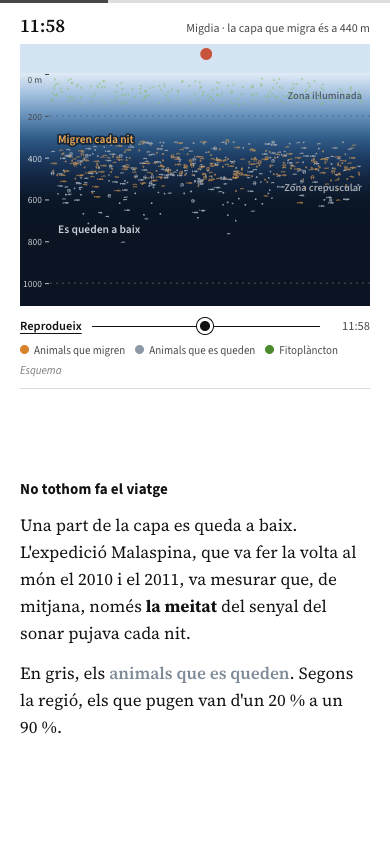 11:58
Migdia · la capa que migra és a 440 m
0 m
Zona il·luminada
200
Migren cada nit
400
Zona crepuscular
600
Es queden a baix
800
1000
Reprodueix
11:58
Animals que migren Animals que es queden Fitoplàncton
Esquema
No tothom fa el viatge
Una part de la capa es queda a baix.
L'expedició Malaspina, que va fer la volta al
món el 2010 i el 2011, va mesurar que, de
mitjana, només la meitat del senyal del
sonar pujava cada nit.
En gris, els animals que es queden. Segons
la regió, els que pugen van d'un 20 % a un
90 %.